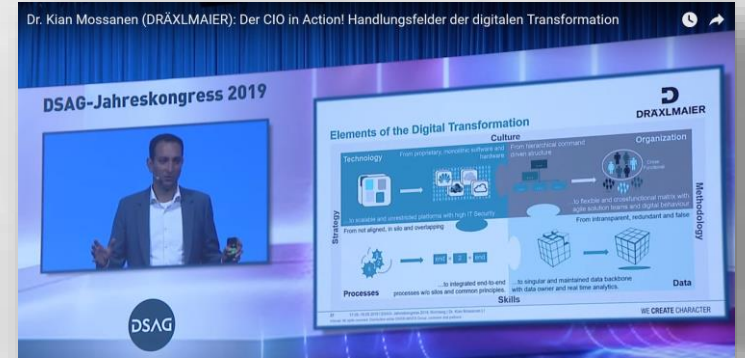 Dr. Kian Mossanen (DRÄXLMAIER): Der CIO in Action! Handlungsfelder der digitalen Transformation
DSAG-Jahreskongress 2019
DRÄXLMAIER
Elements of the Digital Transformation
Culture
Technology
From proprietary, monolithic software and
hardware
From hierarchical command
driven structure
Organization
Cross
Functional
...to scalable and unrestricted platforms with high IT Security
...to flexible and crossfunctional matrix with
agile solution teams and digital behaviour
Strategy
Methodology
From not aligned, in silo and overlapping
From intransparent, redundant and false
end 2 end
Processes
...to integrated end-to-end
processes w/o silos and common principles.
...to singular and maintained data backbone
with data owner and real time analytics.
Data
Skills
WE CREATE CHARACTER
DSAG